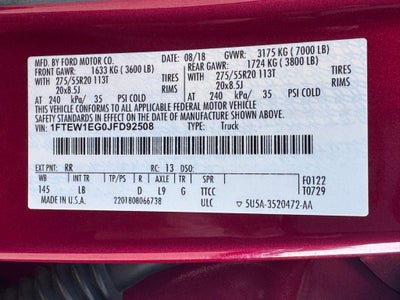 MFD. BY FORD MOTOR CO. 08/18 GVWR: 3175 KG ( 7000 LB)
FRONT GAWR: 1633 KG ( 3600 LB) REAR GAWR: 1724 KG ( 3800 LB)
WITH TIRES WITH TIRES
275/55R20 113T 275/55R20 113T
20x8.5J RIMS 20x8.5J RIMS
AT 240 kPa/ 35 PSI COLD AT 240 kPa/ 35 PSI COLD
THIS VEHICLE CONFORMS TO ALL APPLICABLE FEDERAL MOTOR VEHICLE
SAFETY STANDARDS IN EFFECT ON THE DATE OF MANUFACTURE SHOWN ABOVE.
VIN: 1FTEW1EG0JFD92508 TYPE: Truck
EXT PNT: RR RC: 13 DSO:
WB INT TR TP/PS R AXLE TR SPR F0122
145 LB D L9 G TTCC T0729
MADE IN U.S.A. 2201808066738 ULC 5U5A-3520472-AA